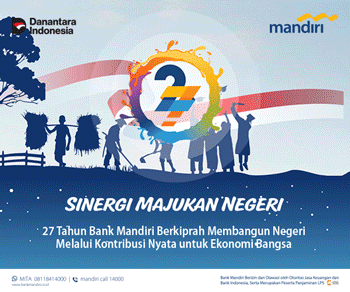 Danantara
Indonesia
mandiri
27
SINERGI MAJUKAN NEGERI
27 Tahun Bank Mandiri Berkiprah Membangun Negeri
Melalui Kontribusi Nyata untuk Ekonomi Bangsa
MITA 08118414000 | mandiri call 14000
www.bankmandiri.co.id
Bank Mandiri Berizin dan Diawasi oleh Otoritas Jasa Keuangan dan
Bank Indonesia, Serta Merupakan Peserta Penjaminan LPS